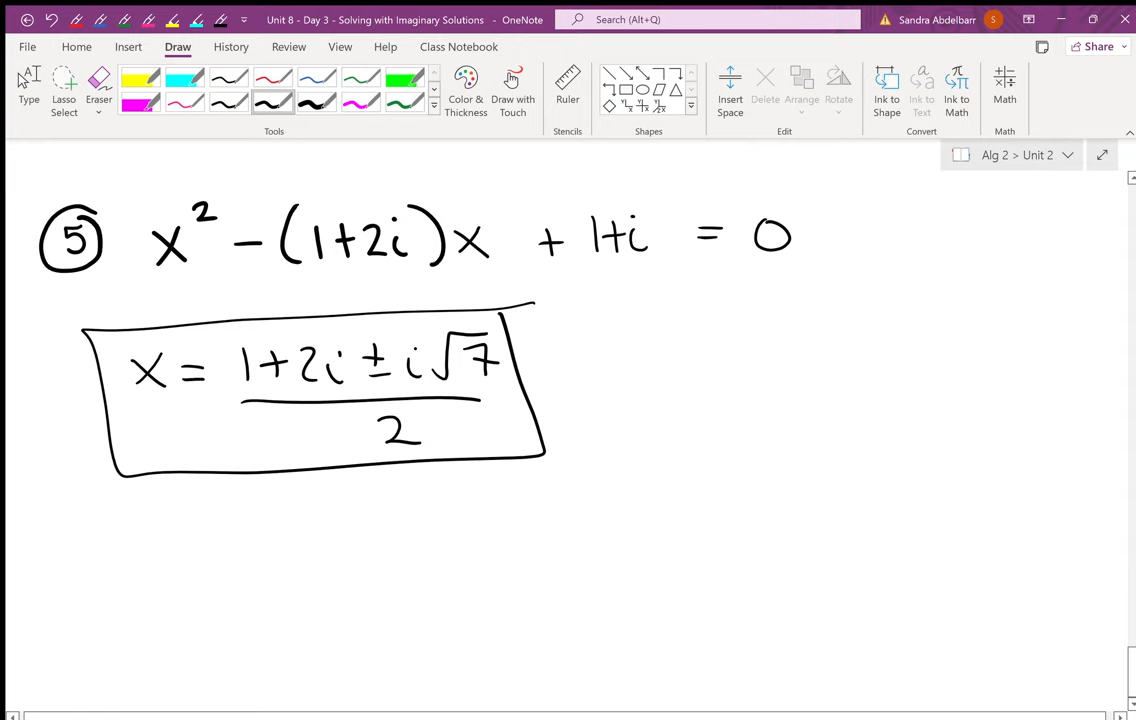 Unit 8 - Day 3 - Solving with Imaginary Solutions - OneNote
Search (Alt+Q)
Sandra Abdelbarr
S
File Home Insert Draw History Review View Help Class Notebook
Share
Type
Lasso Select
Eraser
Color & Thickness
Draw with Touch
Ruler
Insert Space
Delete
Arrange
Rotate
Ink to Shape
Ink to Text
Ink to Math
Math
Tools
Stencils
Shapes
Edit
Convert
Math
Alg 2 > Unit 2
⑤ x² - (1+2i)x + 1+i = 0
x = 1+2i ± i√7
2